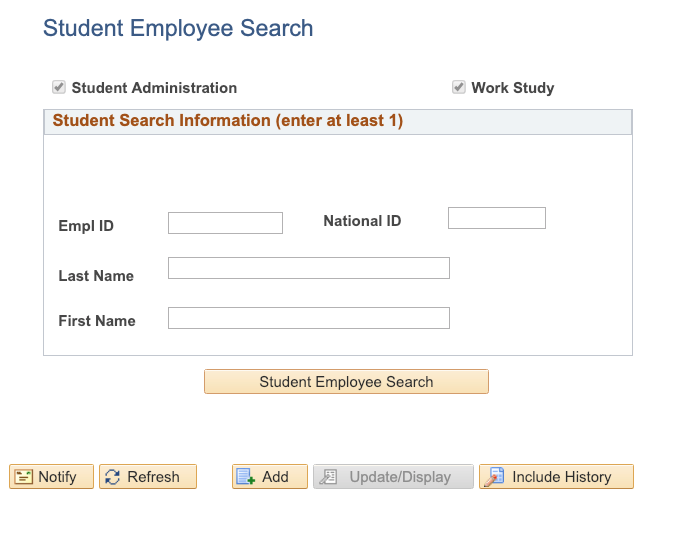 Student Employee Search
Student Administration
Work Study
Student Search Information (enter at least 1)
Empl ID
National ID
Last Name
First Name
Student Employee Search
Notify
Refresh
Add
Update/Display
Include History